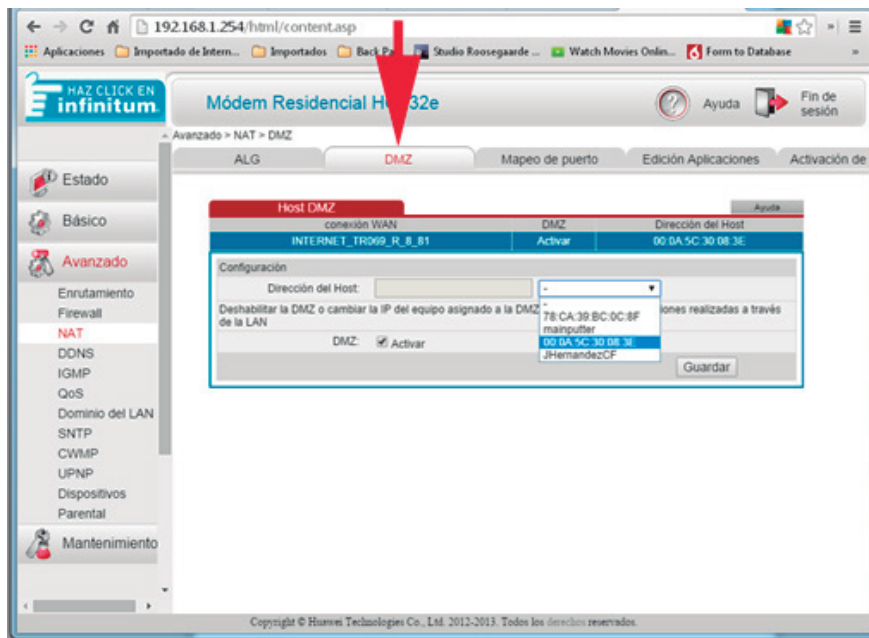 192.168.1.254/html/content.asp
Aplicaciones Importado de Intern... Importados Back Pa Studio Roosegaarde ... Watch Movies Onlin... Form to Database »
HAZ CLICK EN
infinitum
Módem Residencial 32e
Ayuda
Fin de sesión
Avanzado > NAT > DMZ
ALG DMZ Mapeo de puerto Edición Aplicaciones Activación de
Estado
Básico
Avanzado
Enrutamiento
Firewall
NAT
DDNS
IGMP
QoS
Dominio del LAN
SNTP
CWMP
UPNP
Dispositivos
Parental
Mantenimiento
Host DMZ Ayuda
conexión WAN DMZ Dirección del Host
INTERNET_TR069_R_8_81 Activar 00:0A:5C:30:08:3E
Configuración
Dirección del Host: -
-
78:CA:39:BC:0C:8F
mainputter
00:0A:5C:30:08:3E
JHernandezCF
Deshabilitar la DMZ o cambiar la IP del equipo asignado a la DMZ iones realizadas a través
de la LAN
DMZ: Activar
Guardar
Copyright © Huawei Technologies Co., Ltd. 2012-2013. Todos los derechos reservados.